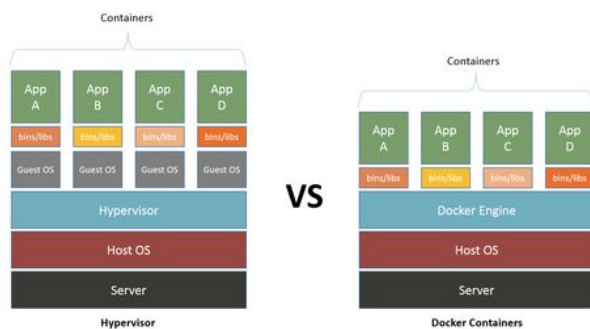 Containers
App
A
App
B
App
C
App
D
bins/libs
bins/libs
bins/libs
bins/libs
Guest OS
Guest OS
Guest OS
Guest OS
Hypervisor
Host OS
Server
Hypervisor
VS
Containers
App
A
App
B
App
C
App
D
bins/libs
bins/libs
bins/libs
bins/libs
Docker Engine
Host OS
Server
Docker Containers